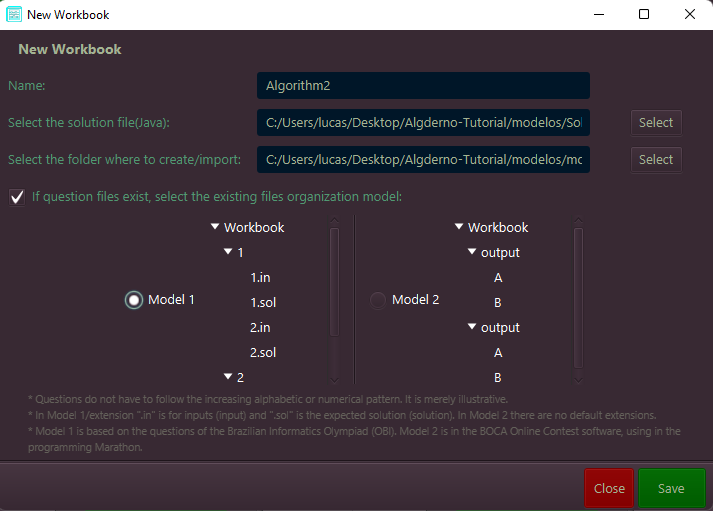 New Workbook
New Workbook
Name: Algorithm2
Select the solution file(Java): C:/Users/lucas/Desktop/Algderno-Tutorial/modelos/Sol Select
Select the folder where to create/import: C:/Users/lucas/Desktop/Algderno-Tutorial/modelos/mc Select
If question files exist, select the existing files organization model:
Model 1
Workbook
1
1.in
1.sol
2.in
2.sol
2
Model 2
Workbook
output
A
B
output
A
B
* Questions do not have to follow the increasing alphabetic or numerical pattern. It is merely illustrative.
* In Model 1/extension ".in" is for inputs (input) and ".sol" is the expected solution (solution). In Model 2 there are no default extensions.
* Model 1 is based on the questions of the Brazilian Informatics Olympiad (OBI). Model 2 is in the BOCA Online Contest software, using in the
programming Marathon.
Close Save